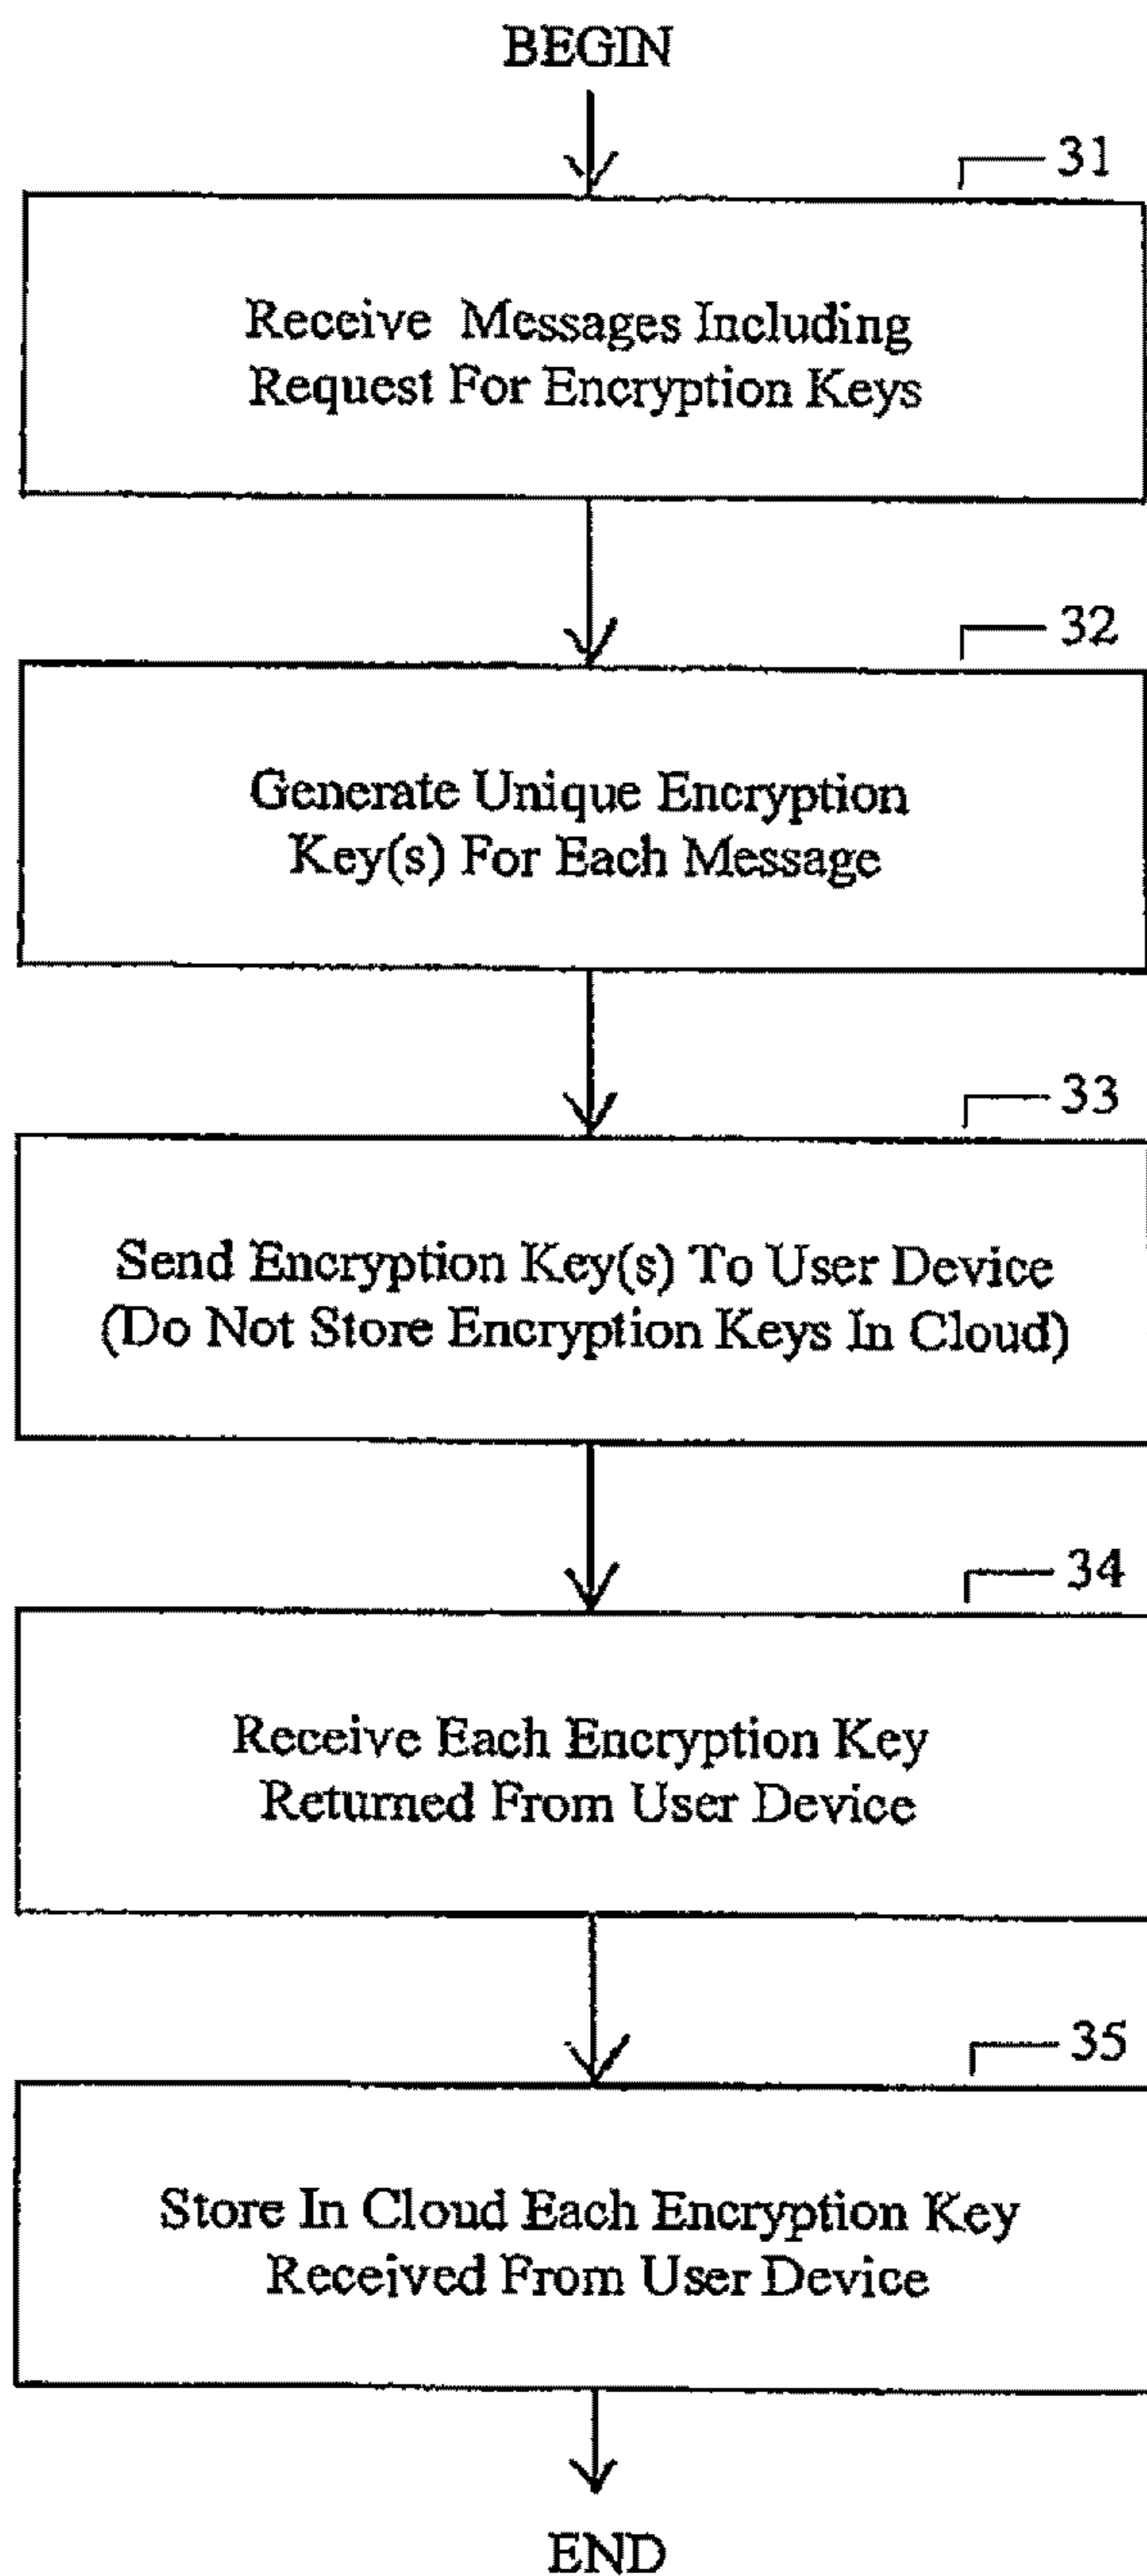 BEGIN
31
Receive Messages Including
Request For Encryption Keys
32
Generate Unique Encryption
Key(s) For Each Message
33
Send Encryption Key(s) To User Device
(Do Not Store Encryption Keys In Cloud)
34
Receive Each Encryption Key
Returned From User Device
35
Store In Cloud Each Encryption Key
Received From User Device
END